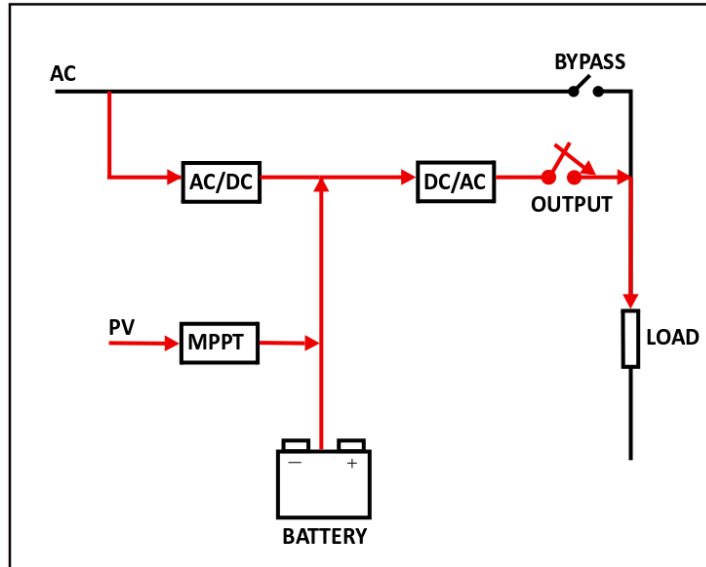 AC
BYPASS
AC/DC
DC/AC
OUTPUT
PV
MPPT
LOAD
− +
BATTERY